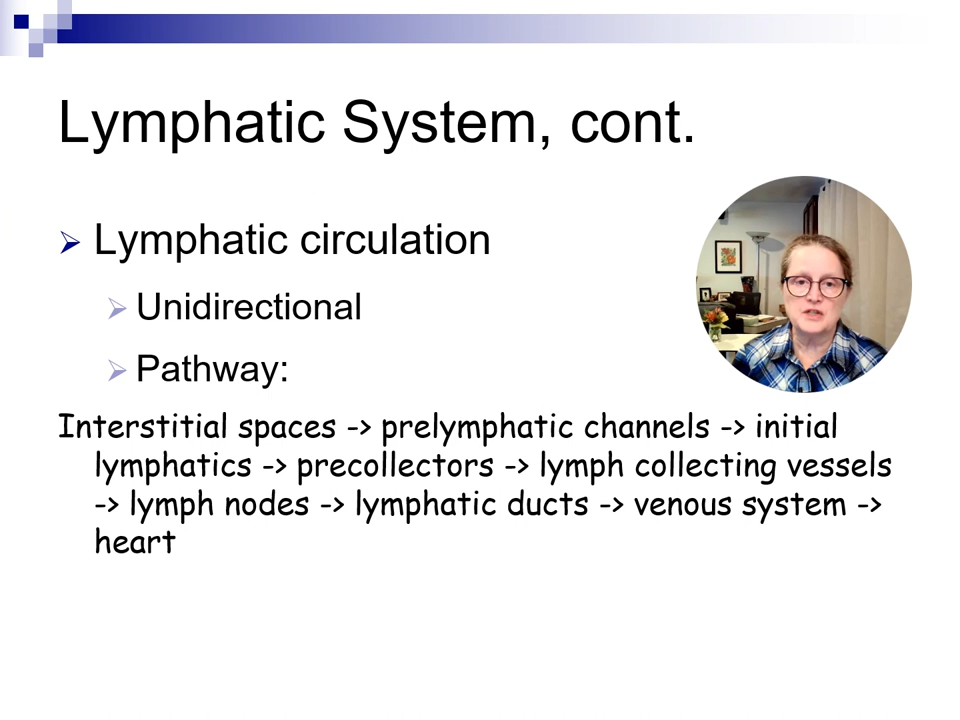 Lymphatic System, cont.
Lymphatic circulation
Unidirectional
Pathway:
Interstitial spaces -> prelymphatic channels -> initial
lymphatics -> precollectors -> lymph collecting vessels
-> lymph nodes -> lymphatic ducts -> venous system ->
heart